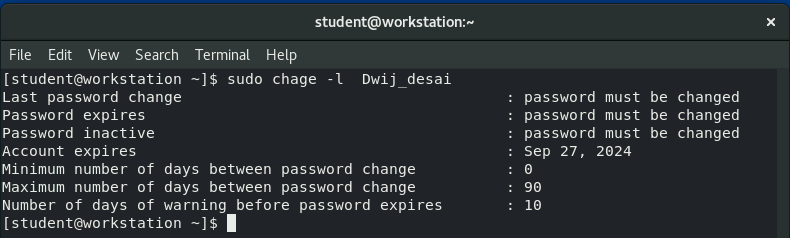 student@workstation:~ ×
File Edit View Search Terminal Help
[student@workstation ~]$ sudo chage -l  Dwij_desai
Last password change                                    : password must be changed
Password expires                                        : password must be changed
Password inactive                                       : password must be changed
Account expires                                         : Sep 27, 2024
Minimum number of days between password change          : 0
Maximum number of days between password change          : 90
Number of days of warning before password expires       : 10
[student@workstation ~]$